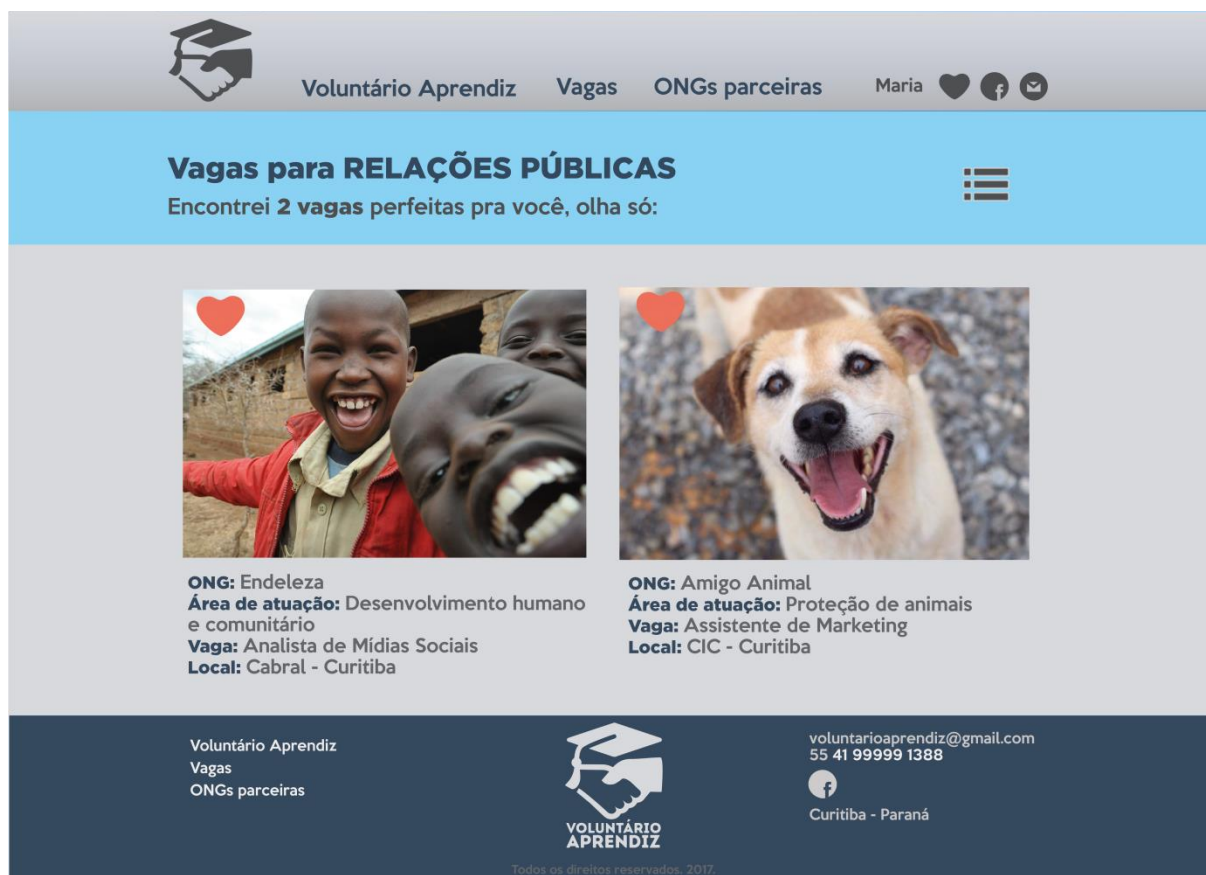 Voluntário Aprendiz Vagas ONGs parceiras Maria
Vagas para RELAÇÕES PÚBLICAS
Encontrei 2 vagas perfeitas pra você, olha só:
ONG: Endeleza
Área de atuação: Desenvolvimento humano
e comunitário
Vaga: Analista de Mídias Sociais
Local: Cabral - Curitiba
ONG: Amigo Animal
Área de atuação: Proteção de animais
Vaga: Assistente de Marketing
Local: CIC - Curitiba
Voluntário Aprendiz
Vagas
ONGs parceiras
VOLUNTÁRIO
APRENDIZ
voluntarioaprendiz@gmail.com
55 41 99999 1388
Curitiba - Paraná
Todos os direitos reservados. 2017.